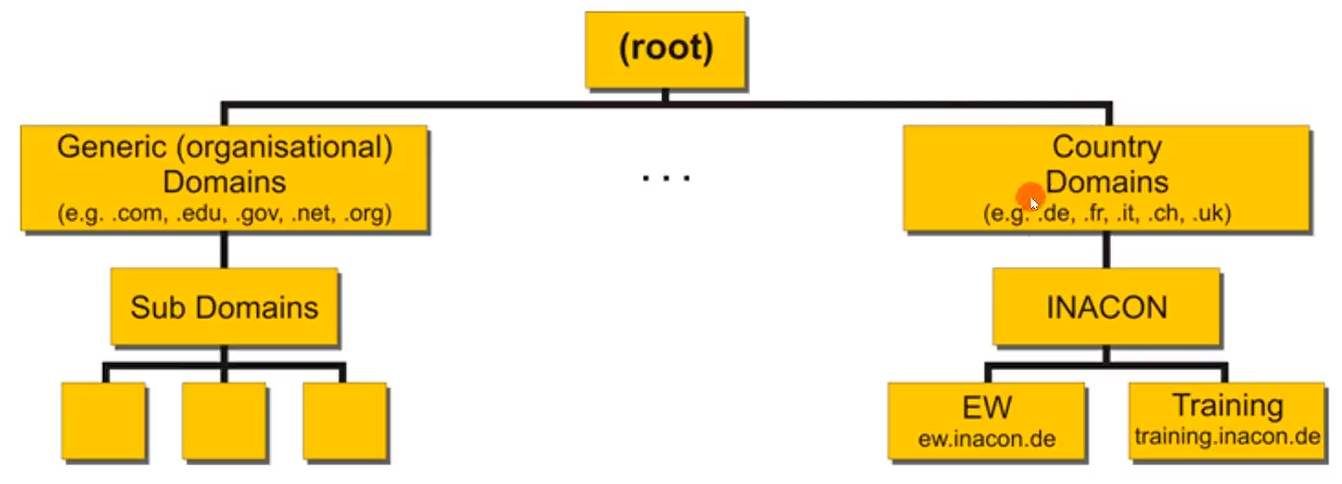 (root)
Generic (organisational)
Domains
(e.g. .com, .edu, .gov, .net, .org)
. . .
Country
Domains
(e.g. .de, .fr, .it, .ch, .uk)
Sub Domains
INACON
EW
ew.inacon.de
Training
training.inacon.de